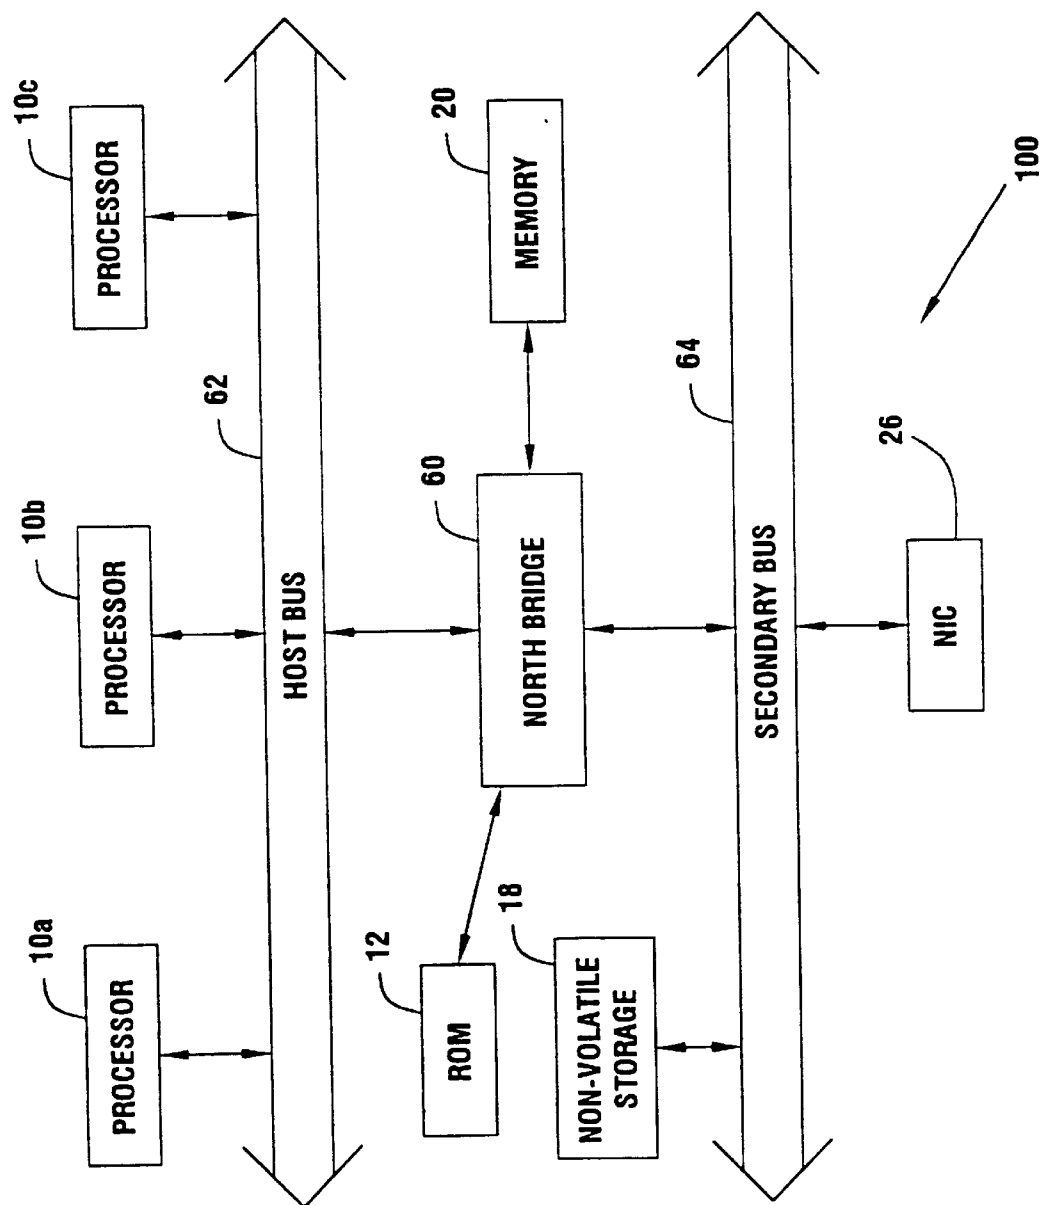 10a
PROCESSOR
10b
PROCESSOR
10c
PROCESSOR
62
HOST BUS
12
ROM
60
NORTH BRIDGE
20
MEMORY
18
NON-VOLATILE
STORAGE
64
SECONDARY BUS
26
NIC
100